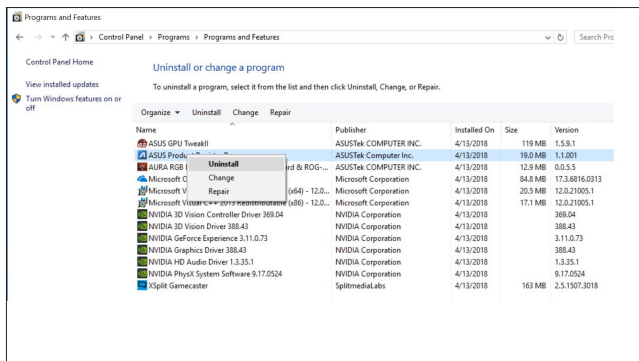 Programs and Features
Control Panel > Programs > Programs and Features
Search Pro
Control Panel Home
View installed updates
Turn Windows features on or
off
Uninstall or change a program
To uninstall a program, select it from the list and then click Uninstall, Change, or Repair.
Organize Uninstall Change Repair
Name Publisher Installed On Size Version
ASUS GPU TweakII ASUSTek COMPUTER INC. 4/13/2018 119 MB 1.5.9.1
ASUS Product ASUSTek Computer Inc. 4/13/2018 19.0 MB 1.1.001
AURA RGB rd & ROG-... ASUSTek COMPUTER INC. 4/13/2018 12.9 MB 0.0.5.5
Microsoft O Microsoft Corporation 4/13/2018 84.8 MB 17.3.6816.0313
Microsoft V (x64) - 12.0... Microsoft Corporation 4/13/2018 20.5 MB 12.0.21005.1
Microsoft Visual C++ 2013 Redistributable (x86) - 12.0... Microsoft Corporation 4/13/2018 17.1 MB 12.0.21005.1
NVIDIA 3D Vision Controller Driver 369.04 NVIDIA Corporation 4/13/2018 369.04
NVIDIA 3D Vision Driver 388.43 NVIDIA Corporation 4/13/2018 388.43
NVIDIA GeForce Experience 3.11.0.73 NVIDIA Corporation 4/13/2018 3.11.0.73
NVIDIA Graphics Driver 388.43 NVIDIA Corporation 4/13/2018 388.43
NVIDIA HD Audio Driver 1.3.35.1 NVIDIA Corporation 4/13/2018 1.3.35.1
NVIDIA PhysX System Software 9.17.0524 NVIDIA Corporation 4/13/2018 9.17.0524
XSplit Gamecaster SplitmediaLabs 4/13/2018 163 MB 2.5.1507.3018
Uninstall
Change
Repair